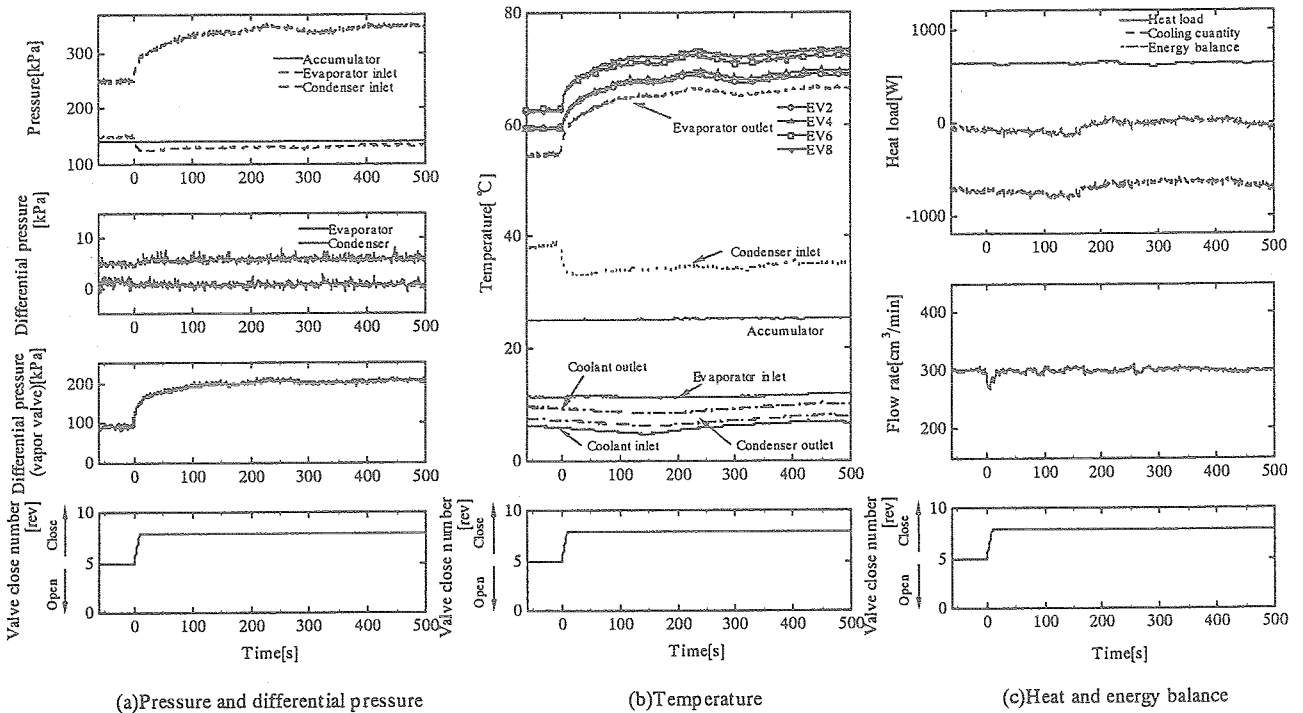 Pressure[kPa]
300
200
100
Accumulator
Evaporator inlet
Condenser inlet
0 100 200 300 400 500
Differential pressure
[kPa]
10
0
Evaporator
Condenser
0 100 200 300 400 500
Differential pressure
(vapor valve)[kPa]
200
100
0
0 100 200 300 400 500
Valve close number
[rev]
Open
Close
10
5
0
0 100 200 300 400 500
Time[s]
(a)Pressure and differential pressure
Temperature[ ℃]
80
60
40
20
0
EV2
EV4
EV6
EV8
Evaporator outlet
Condenser inlet
Accumulator
Coolant outlet
Evaporator inlet
Coolant inlet
Condenser outlet
0 100 200 300 400 500
Valve close number
[rev]
Open
Close
10
5
0
0 100 200 300 400 500
Time[s]
(b)Temperature
Heat load[W]
1000
0
-1000
Heat load
Cooling cuantity
Energy balance
0 100 200 300 400 500
Flow rate[cm³/min]
400
300
200
0 100 200 300 400 500
Valve close number
[rev]
Open
Close
10
5
0
0 100 200 300 400 500
Time[s]
(c)Heat and energy balance